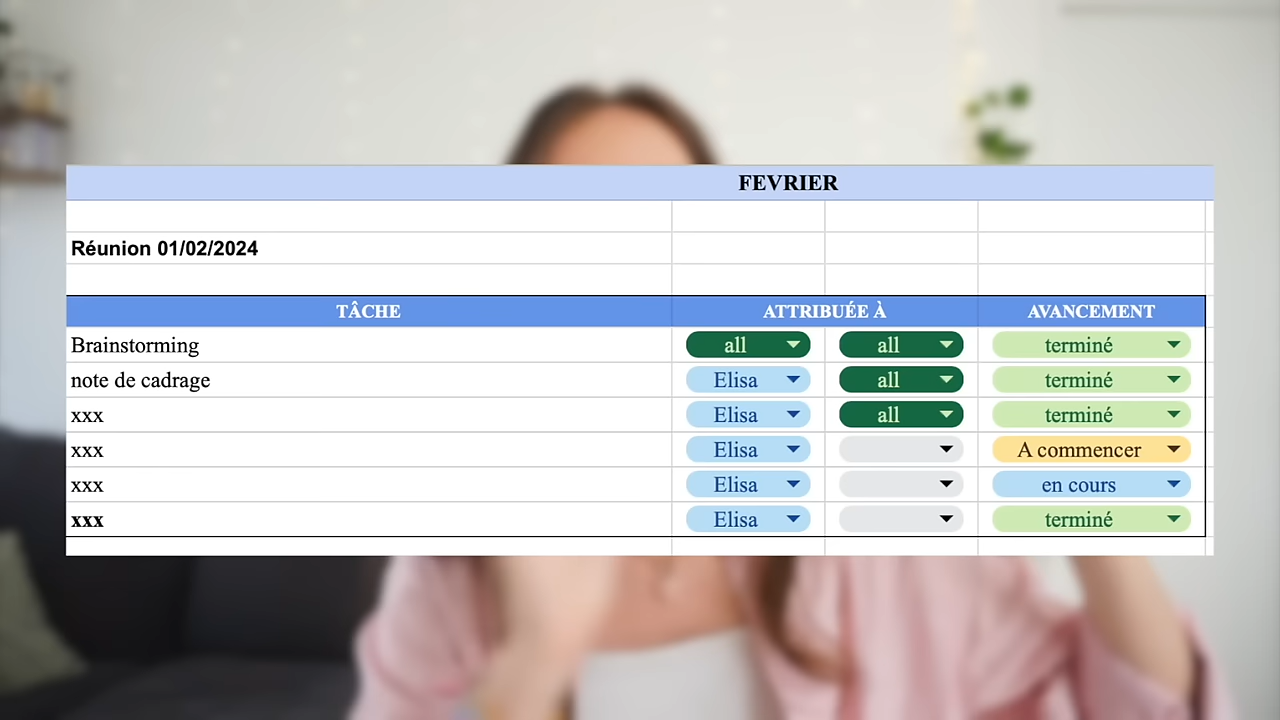 FEVRIER
Réunion 01/02/2024
TÂCHE ATTRIBUÉE À AVANCEMENT
Brainstorming all all terminé
note de cadrage Elisa all terminé
xxx Elisa all terminé
xxx Elisa A commencer
xxx Elisa en cours
xxx Elisa terminé